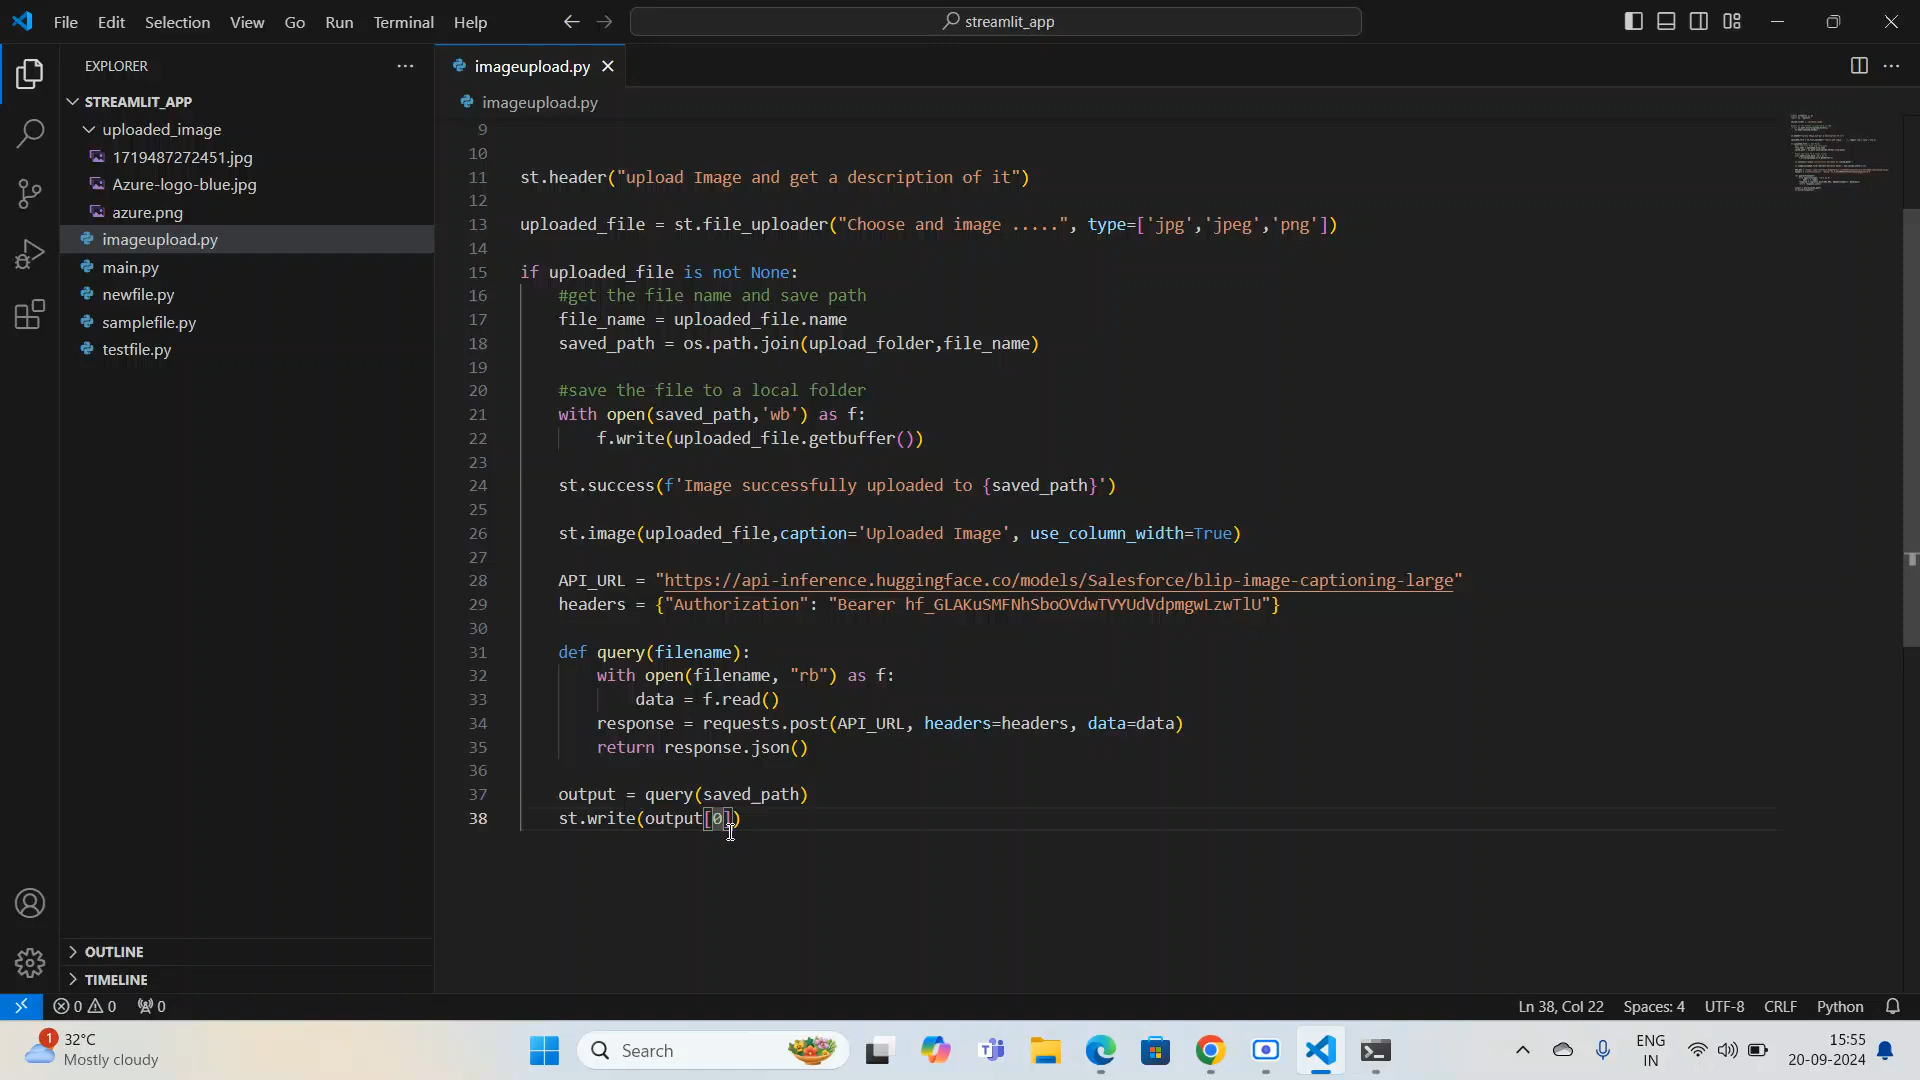 File Edit Selection View Go Run Terminal Help
streamlit_app
EXPLORER
STREAMLIT_APP
uploaded_image
1719487272451.jpg
Azure-logo-blue.jpg
azure.png
imageupload.py
main.py
newfile.py
samplefile.py
testfile.py
OUTLINE
TIMELINE
imageupload.py
imageupload.py
9
10
11 st.header("upload Image and get a description of it")
12
13 uploaded_file = st.file_uploader("Choose and image .....", type=['jpg','jpeg','png'])
14
15 if uploaded_file is not None:
16 #get the file name and save path
17 file_name = uploaded_file.name
18 saved_path = os.path.join(upload_folder,file_name)
19
20 #save the file to a local folder
21 with open(saved_path,'wb') as f:
22 f.write(uploaded_file.getbuffer())
23
24 st.success(f'Image successfully uploaded to {saved_path}')
25
26 st.image(uploaded_file,caption='Uploaded Image', use_column_width=True)
27
28 API_URL = "https://api-inference.huggingface.co/models/Salesforce/blip-image-captioning-large"
29 headers = {"Authorization": "Bearer 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"}
30
31 def query(filename):
32 with open(filename, "rb") as f:
33 data = f.read()
34 response = requests.post(API_URL, headers=headers, data=data)
35 return response.json()
36
37 output = query(saved_path)
38 st.write(output[0])
0 0 0
Ln 38, Col 22 Spaces: 4 UTF-8 CRLF Python
1
32°C
Mostly cloudy
Search
ENG
IN
15:55
20-09-2024